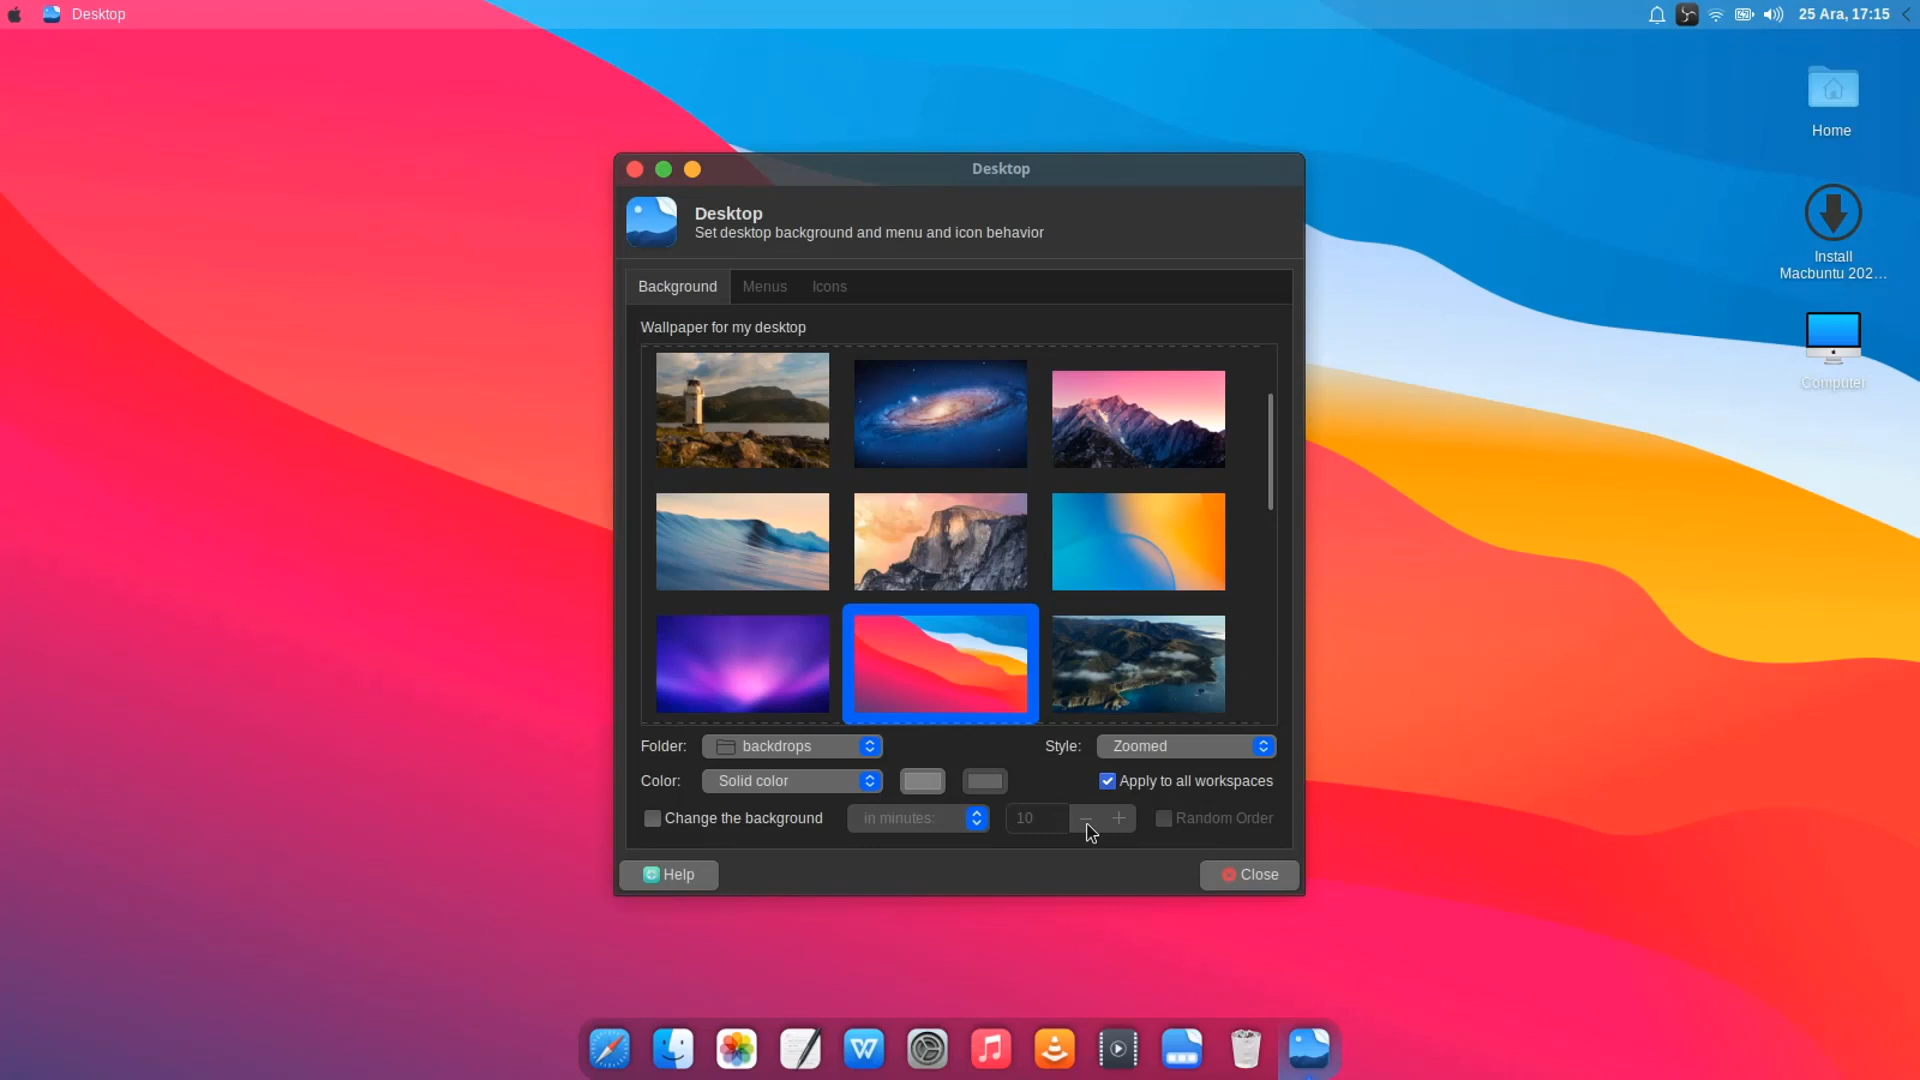 Desktop
25 Ara, 17:15
Home
Install
Macbuntu 202...
Computer
Desktop
Desktop
Set desktop background and menu and icon behavior
Background
Menus
Icons
Wallpaper for my desktop
Folder:
backdrops
Style:
Zoomed
Color:
Solid color
Apply to all workspaces
Change the background
in minutes:
10
Random Order
Help
Close